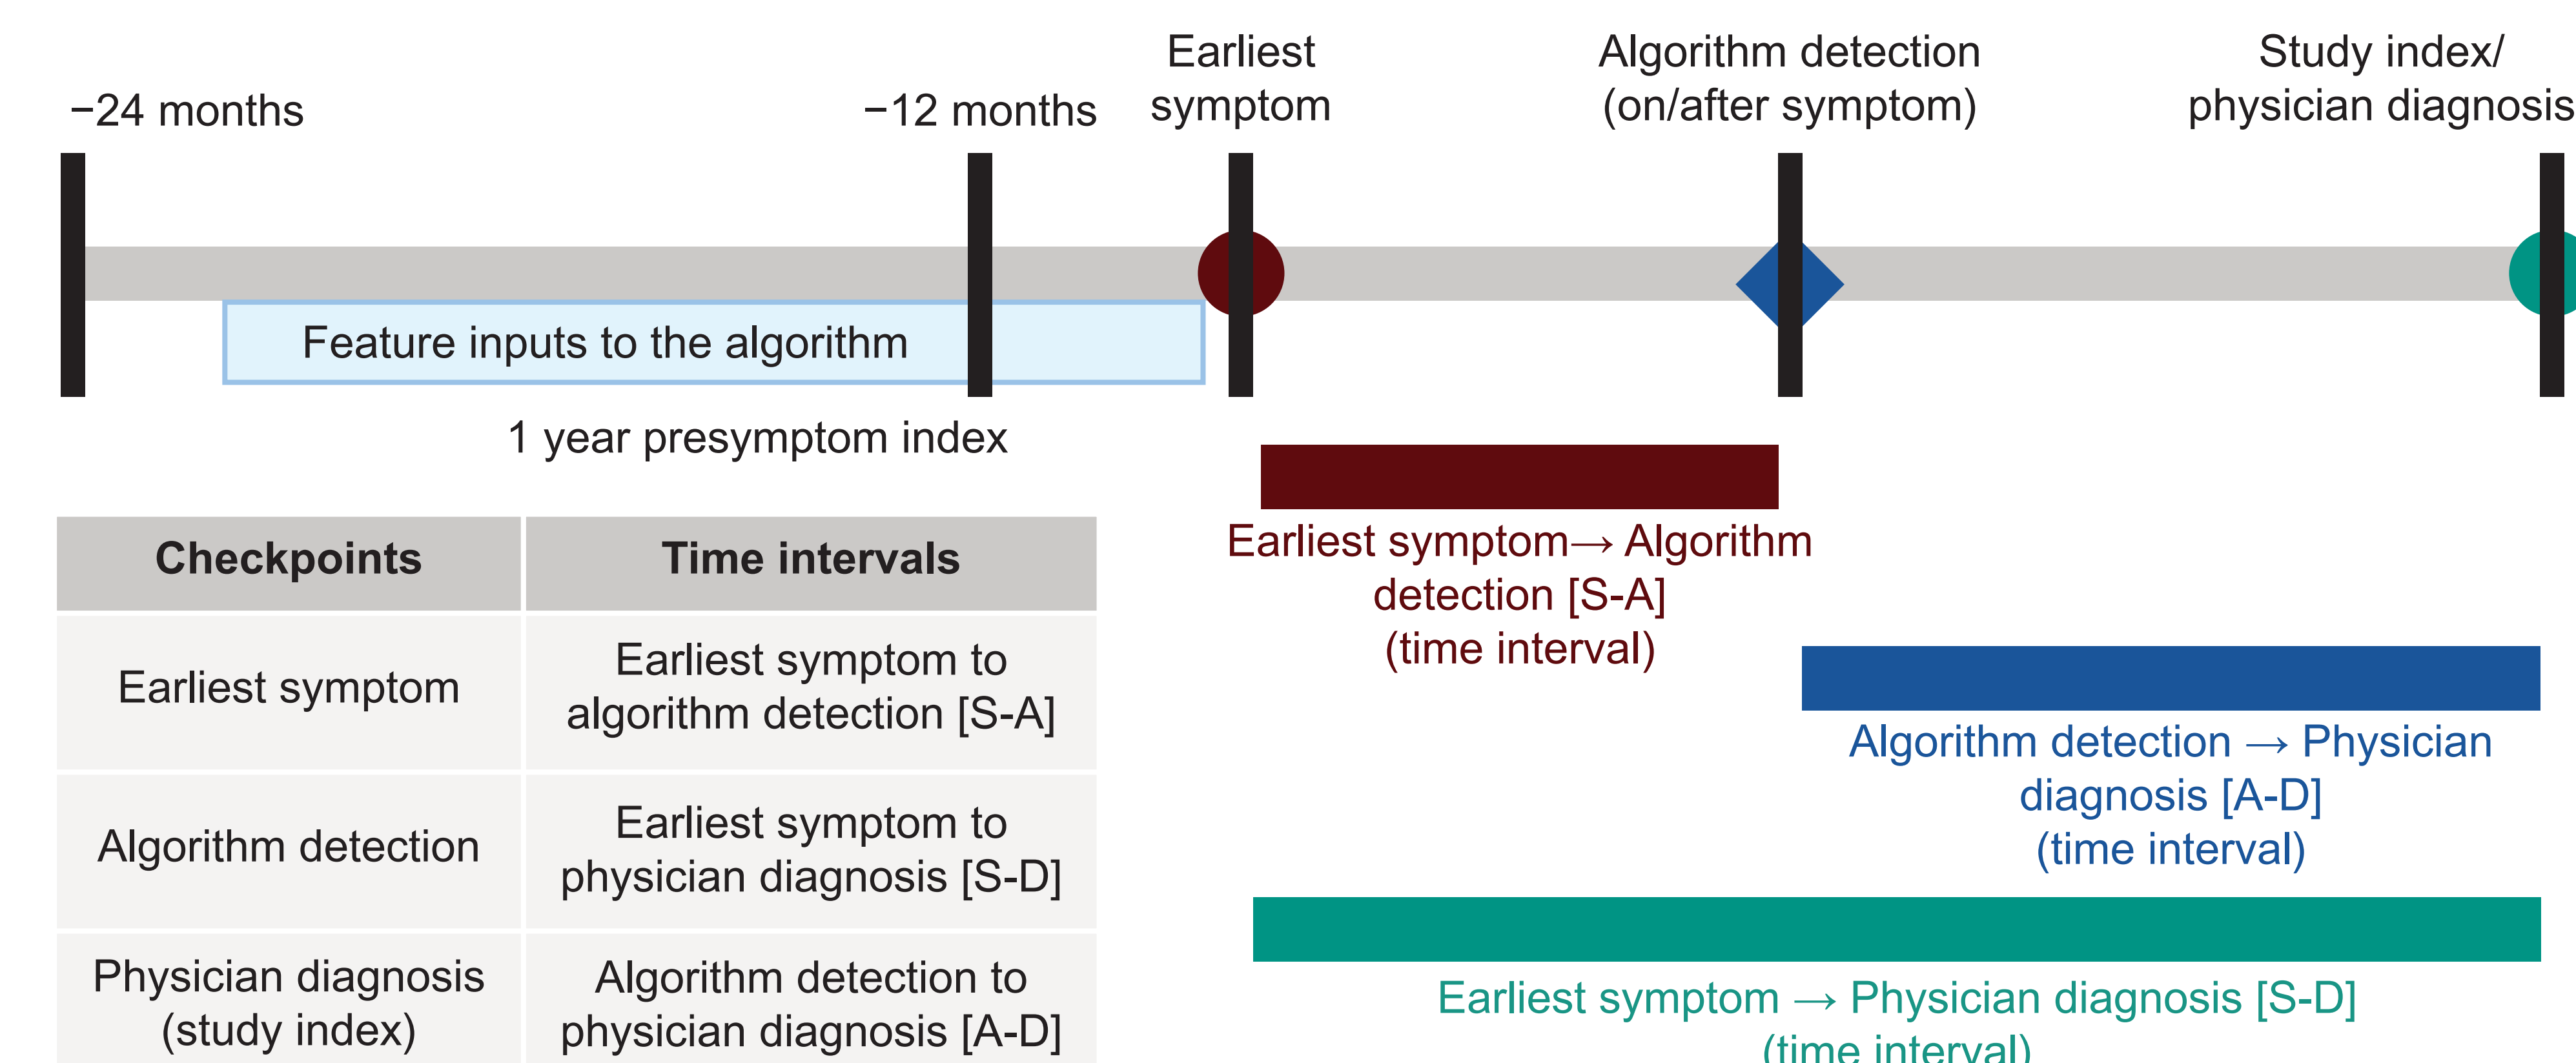 −24 months
−12 months
Earliest
symptom
Algorithm detection
(on/after symptom)
Study index/
physician diagnosis
Feature inputs to the algorithm
1 year presymptom index
Checkpoints
Time intervals
Earliest symptom
Earliest symptom to
algorithm detection [S-A]
Algorithm detection
Earliest symptom to
physician diagnosis [S-D]
Physician diagnosis
(study index)
Algorithm detection to
physician diagnosis [A-D]
Earliest symptom→ Algorithm
detection [S-A]
(time interval)
Algorithm detection → Physician
diagnosis [A-D]
(time interval)
Earliest symptom → Physician diagnosis [S-D]
(time interval)